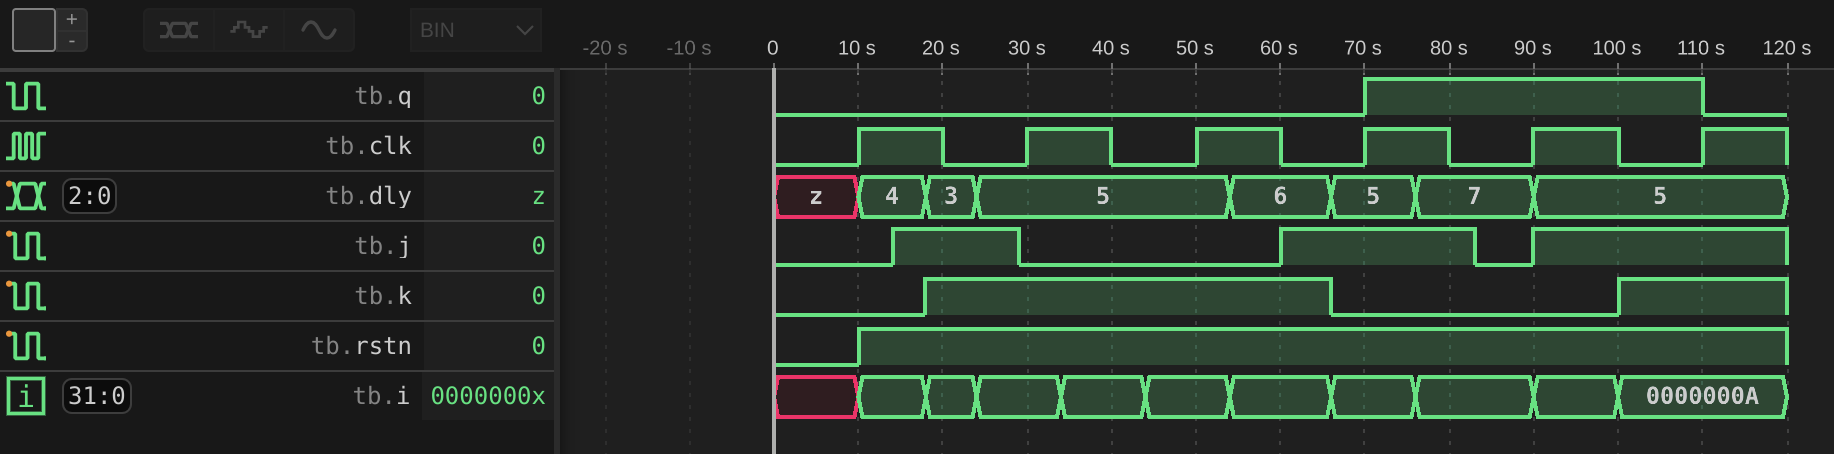 +
-
BIN
-20 s -10 s 0 10 s 20 s 30 s 40 s 50 s 60 s 70 s 80 s 90 s 100 s 110 s 120 s
tb.q 0
tb.clk 0
2:0 tb.dly z z 4 3 5 6 5 7 5
tb.j 0
tb.k 0
tb.rstn 0
i 31:0 tb.i 0000000x 0000000A